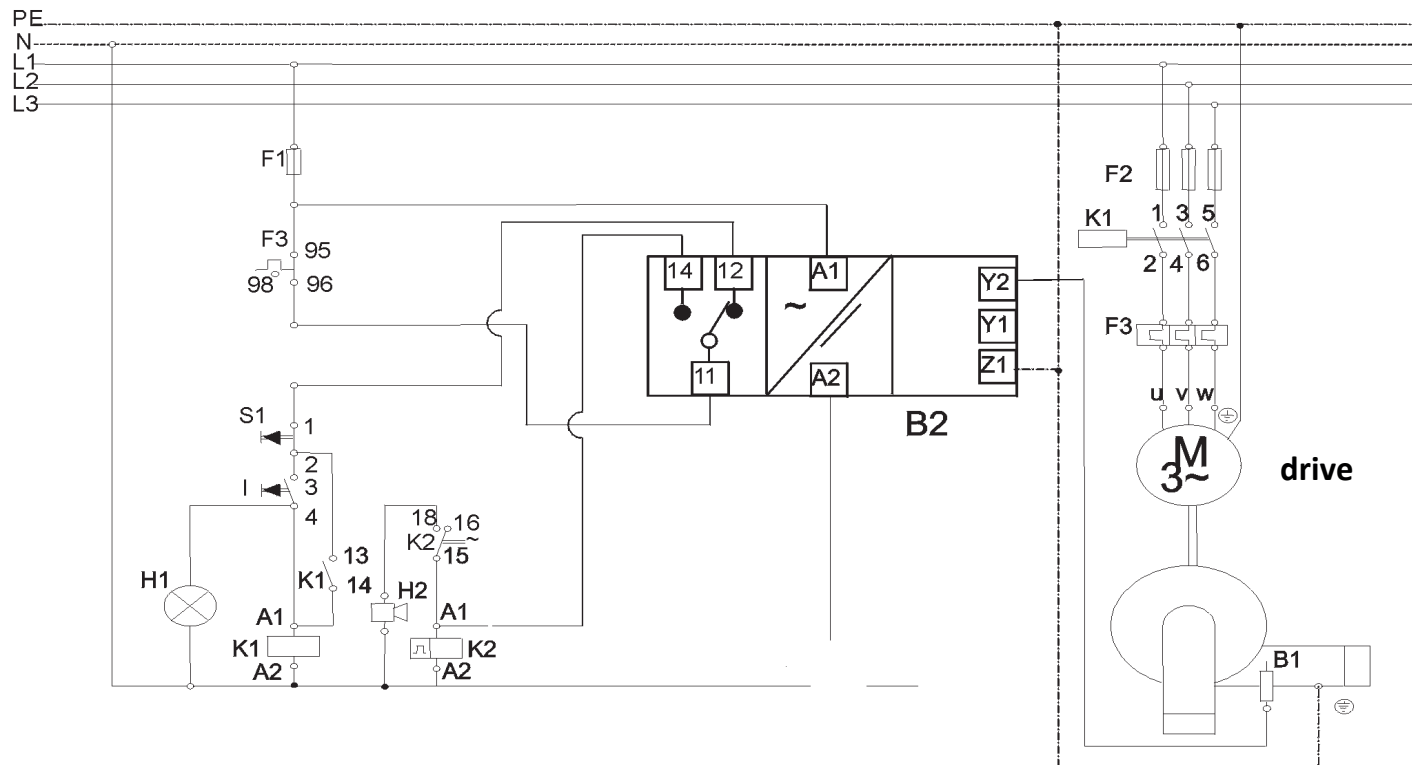 PE
N
L1
L2
L3
F1
F3 95
98 96
14 12 A1
~
11 A2
Y2
Y1
Z1
B2
F2
K1 1 3 5
2 4 6
F3
u v w
M
3~
drive
S1 1
2
I 3
4
18 16
K2 ~
15
13
K1 14
H1
H2
A1
K1
A2
A1
K2
A2
B1